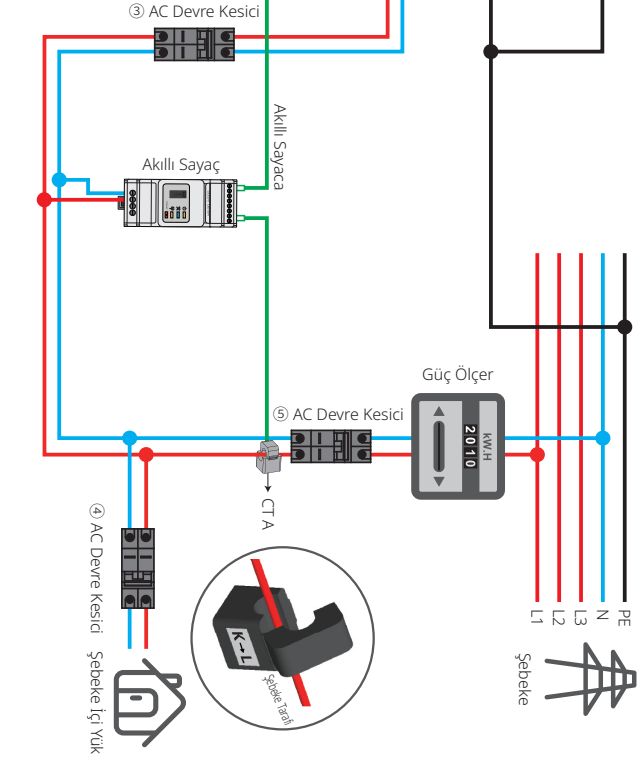 ③ AC Devre Kesici
Akıllı Sayaca
Akıllı Sayaç
Güç Ölçer
⑤ AC Devre Kesici
kW.H
2010
CT A
④ AC Devre Kesici
K→L
Şebeke Tarafı
L1
L2
L3
N
PE
Şebeke
Şebeke İçi Yük